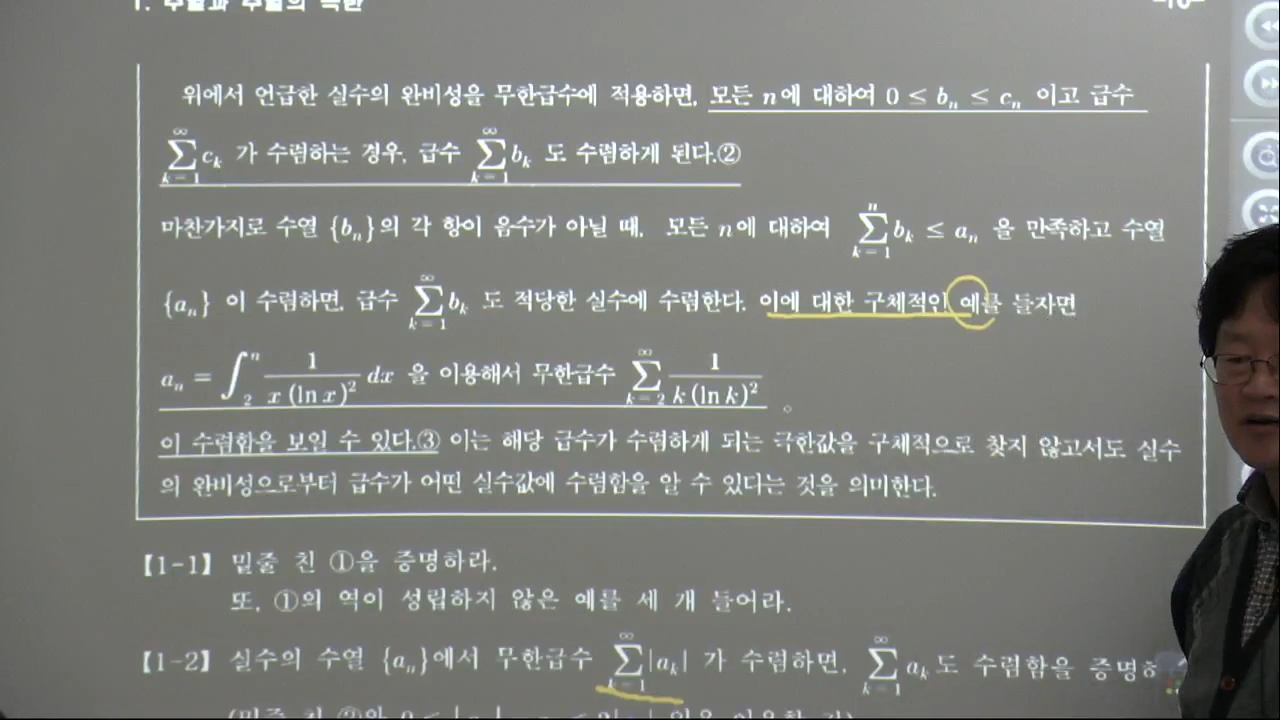 1. 수열과 수열의 극한
-10-
위에서 언급한 실수의 완비성을 무한급수에 적용하면, 모든 n에 대하여 0 ≤ b_n ≤ c_n 이고 급수
∑_{k=1}^{∞} c_k 가 수렴하는 경우, 급수 ∑_{k=1}^{∞} b_k 도 수렴하게 된다.②
마찬가지로 수열 {b_n}의 각 항이 음수가 아닐 때, 모든 n에 대하여 ∑_{k=1}^{n} b_k ≤ a_n 을 만족하고 수열
{a_n} 이 수렴하면, 급수 ∑_{k=1}^{∞} b_k 도 적당한 실수에 수렴한다. 이에 대한 구체적인 예를 들자면
a_n = ∫_2^n 1/(x (ln x)^2) dx 을 이용해서 무한급수 ∑_{k=2}^{∞} 1/(k (ln k)^2)
이 수렴함을 보일 수 있다.③ 이는 해당 급수가 수렴하게 되는 극한값을 구체적으로 찾지 않고서도 실수
의 완비성으로부터 급수가 어떤 실수값에 수렴함을 알 수 있다는 것을 의미한다.
【1-1】 밑줄 친 ①을 증명하라.
또, ①의 역이 성립하지 않은 예를 세 개 들어라.
【1-2】 실수의 수열 {a_n}에서 무한급수 ∑_{k=1}^{∞} |a_k| 가 수렴하면, ∑_{k=1}^{∞} a_k 도 수렴함을 증명하